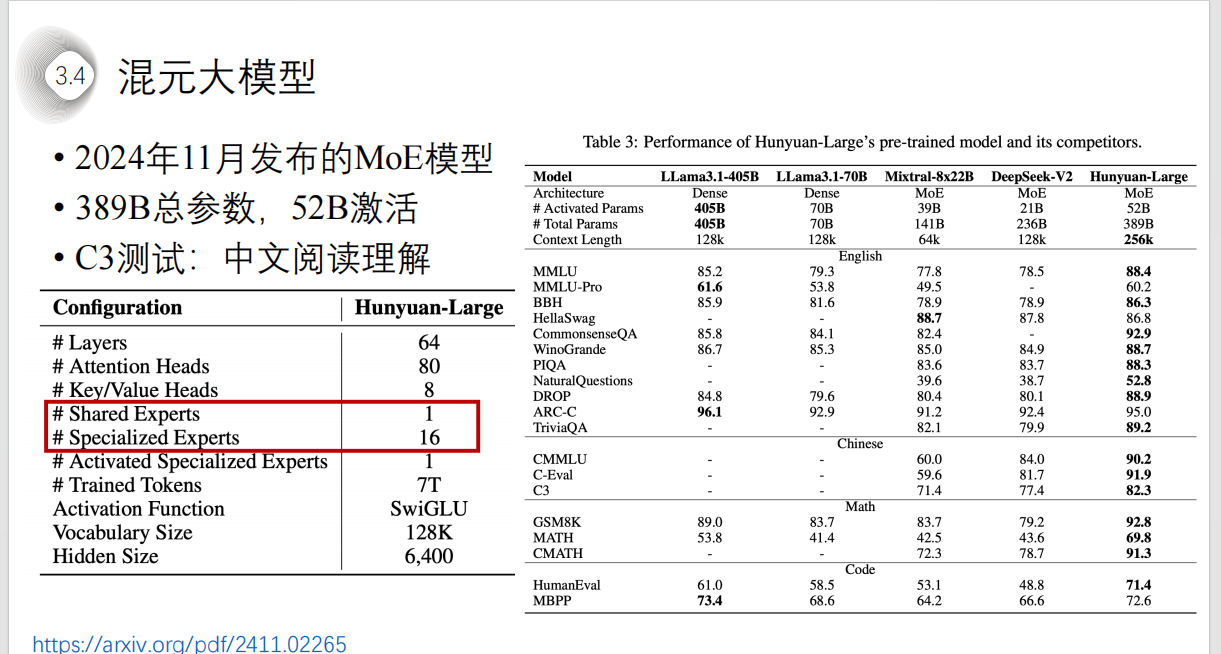 3.4 混元大模型
• 2024年11月发布的MoE模型
• 389B总参数，52B激活
• C3测试：中文阅读理解
Configuration Hunyuan-Large
# Layers 64
# Attention Heads 80
# Key/Value Heads 8
# Shared Experts 1
# Specialized Experts 16
# Activated Specialized Experts 1
# Trained Tokens 7T
Activation Function SwiGLU
Vocabulary Size 128K
Hidden Size 6,400
Table 3: Performance of Hunyuan-Large's pre-trained model and its competitors.
Model LLama3.1-405B LLama3.1-70B Mixtral-8x22B DeepSeek-V2 Hunyuan-Large
Architecture Dense Dense MoE MoE MoE
# Activated Params 405B 70B 39B 21B 52B
# Total Params 405B 70B 141B 236B 389B
Context Length 128k 128k 64k 128k 256k
English
MMLU 85.2 79.3 77.8 78.5 88.4
MMLU-Pro 61.6 53.8 49.5 - 60.2
BBH 85.9 81.6 78.9 78.9 86.3
HellaSwag - - 88.7 87.8 86.8
CommonsenseQA 85.8 84.1 82.4 - 92.9
WinoGrande 86.7 85.3 85.0 84.9 88.7
PIQA - - 83.6 83.7 88.3
NaturalQuestions - - 39.6 38.7 52.8
DROP 84.8 79.6 80.4 80.1 88.9
ARC-C 96.1 92.9 91.2 92.4 95.0
TriviaQA - - 82.1 79.9 89.2
Chinese
CMMLU - - 60.0 84.0 90.2
C-Eval - - 59.6 81.7 91.9
C3 - - 71.4 77.4 82.3
Math
GSM8K 89.0 83.7 83.7 79.2 92.8
MATH 53.8 41.4 42.5 43.6 69.8
CMATH - - 72.3 78.7 91.3
Code
HumanEval 61.0 58.5 53.1 48.8 71.4
MBPP 73.4 68.6 64.2 66.6 72.6
https://arxiv.org/pdf/2411.02265